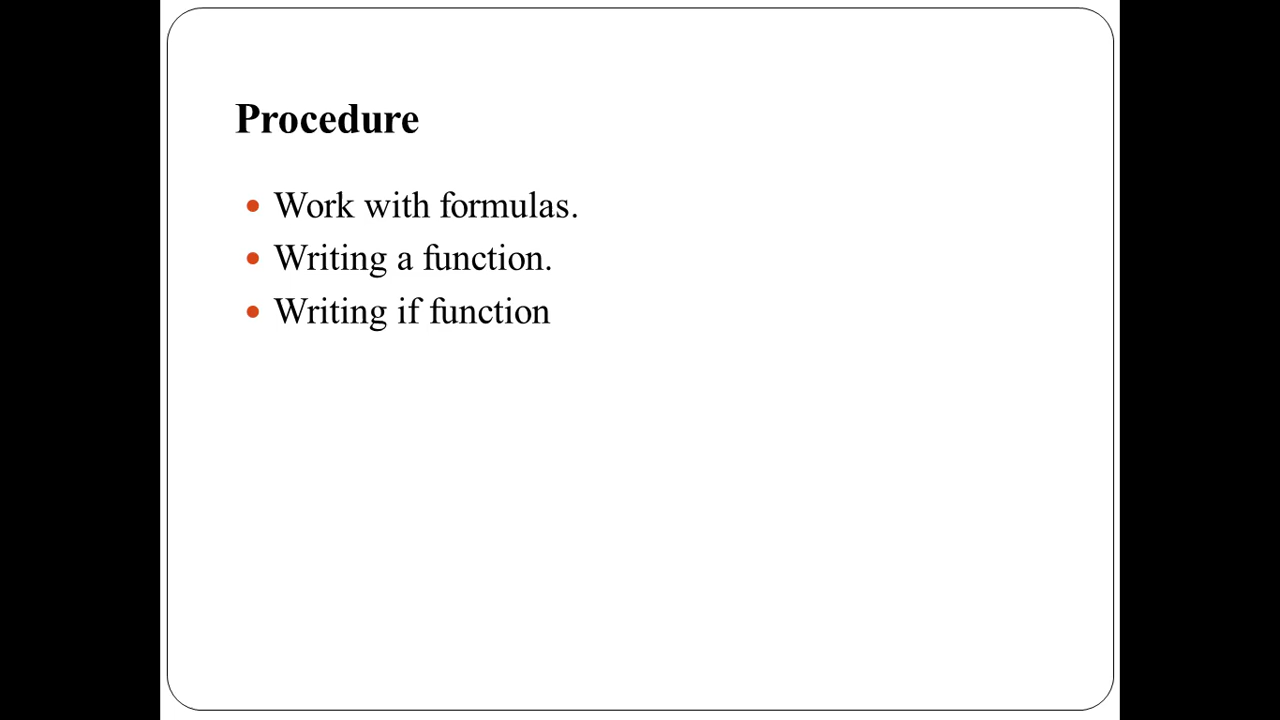 Procedure
Work with formulas.
Writing a function.
Writing if function